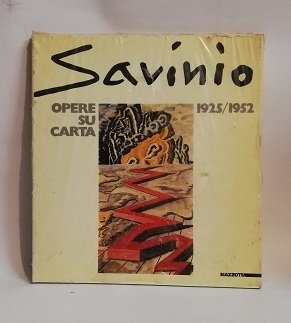 Savinio
OPERE 1925/1952
SU
CARTA
MAZZOTTA